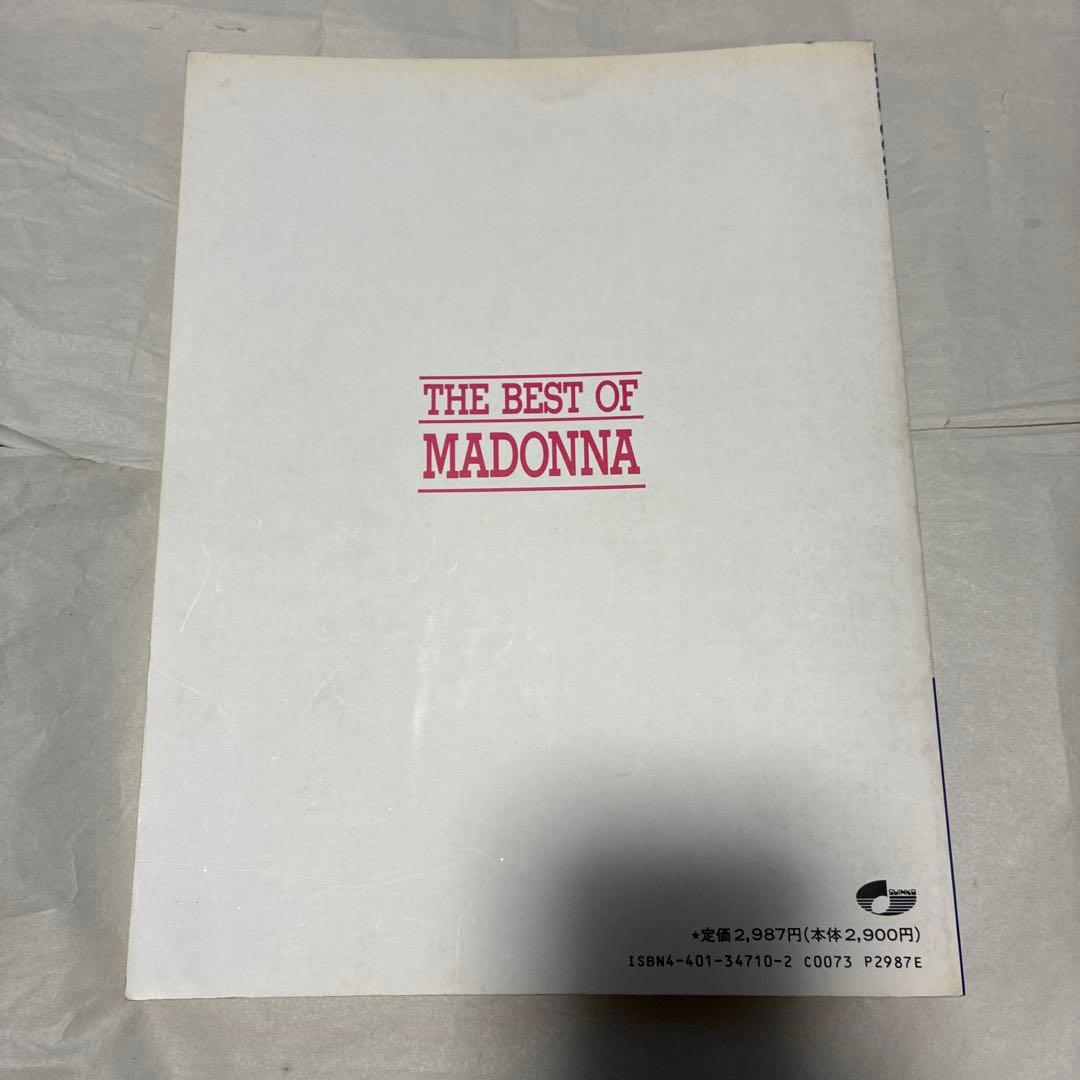 THE BEST OF
MADONNA
SHINKO
★定価2,987円(本体2,900円)
ISBN4-401-34710-2 C0073 P2987E